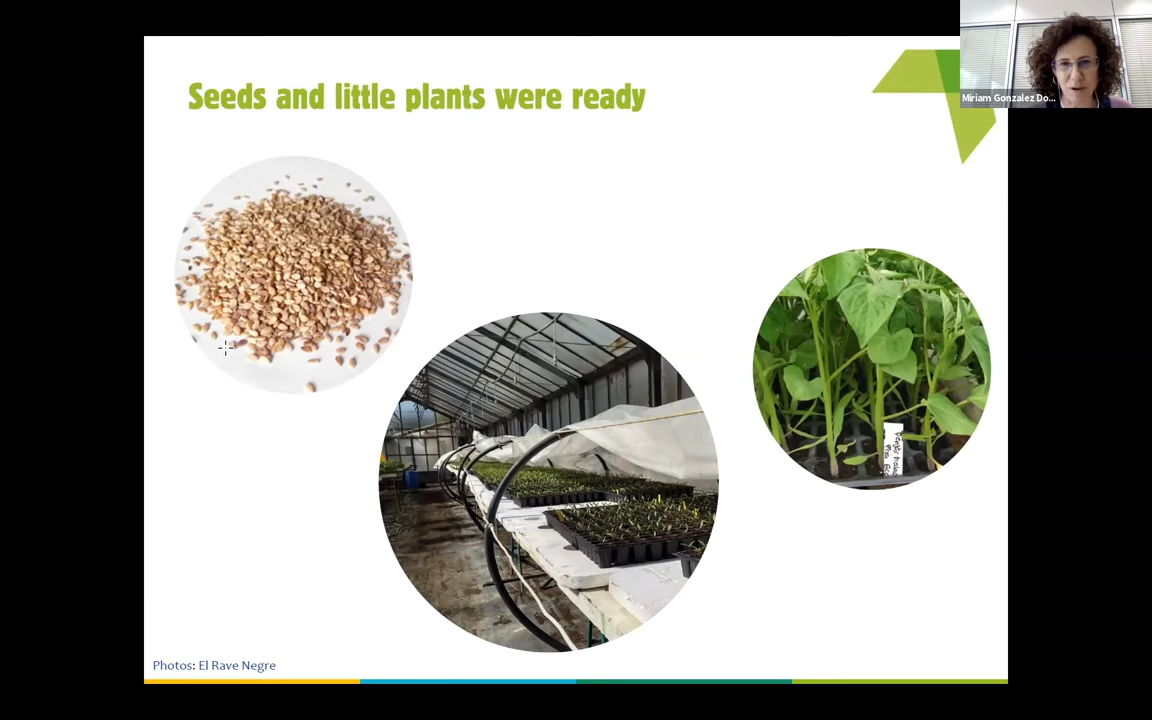 Seeds and little plants were ready
Miriam Gonzalez Do...
Photos: El Rave Negre